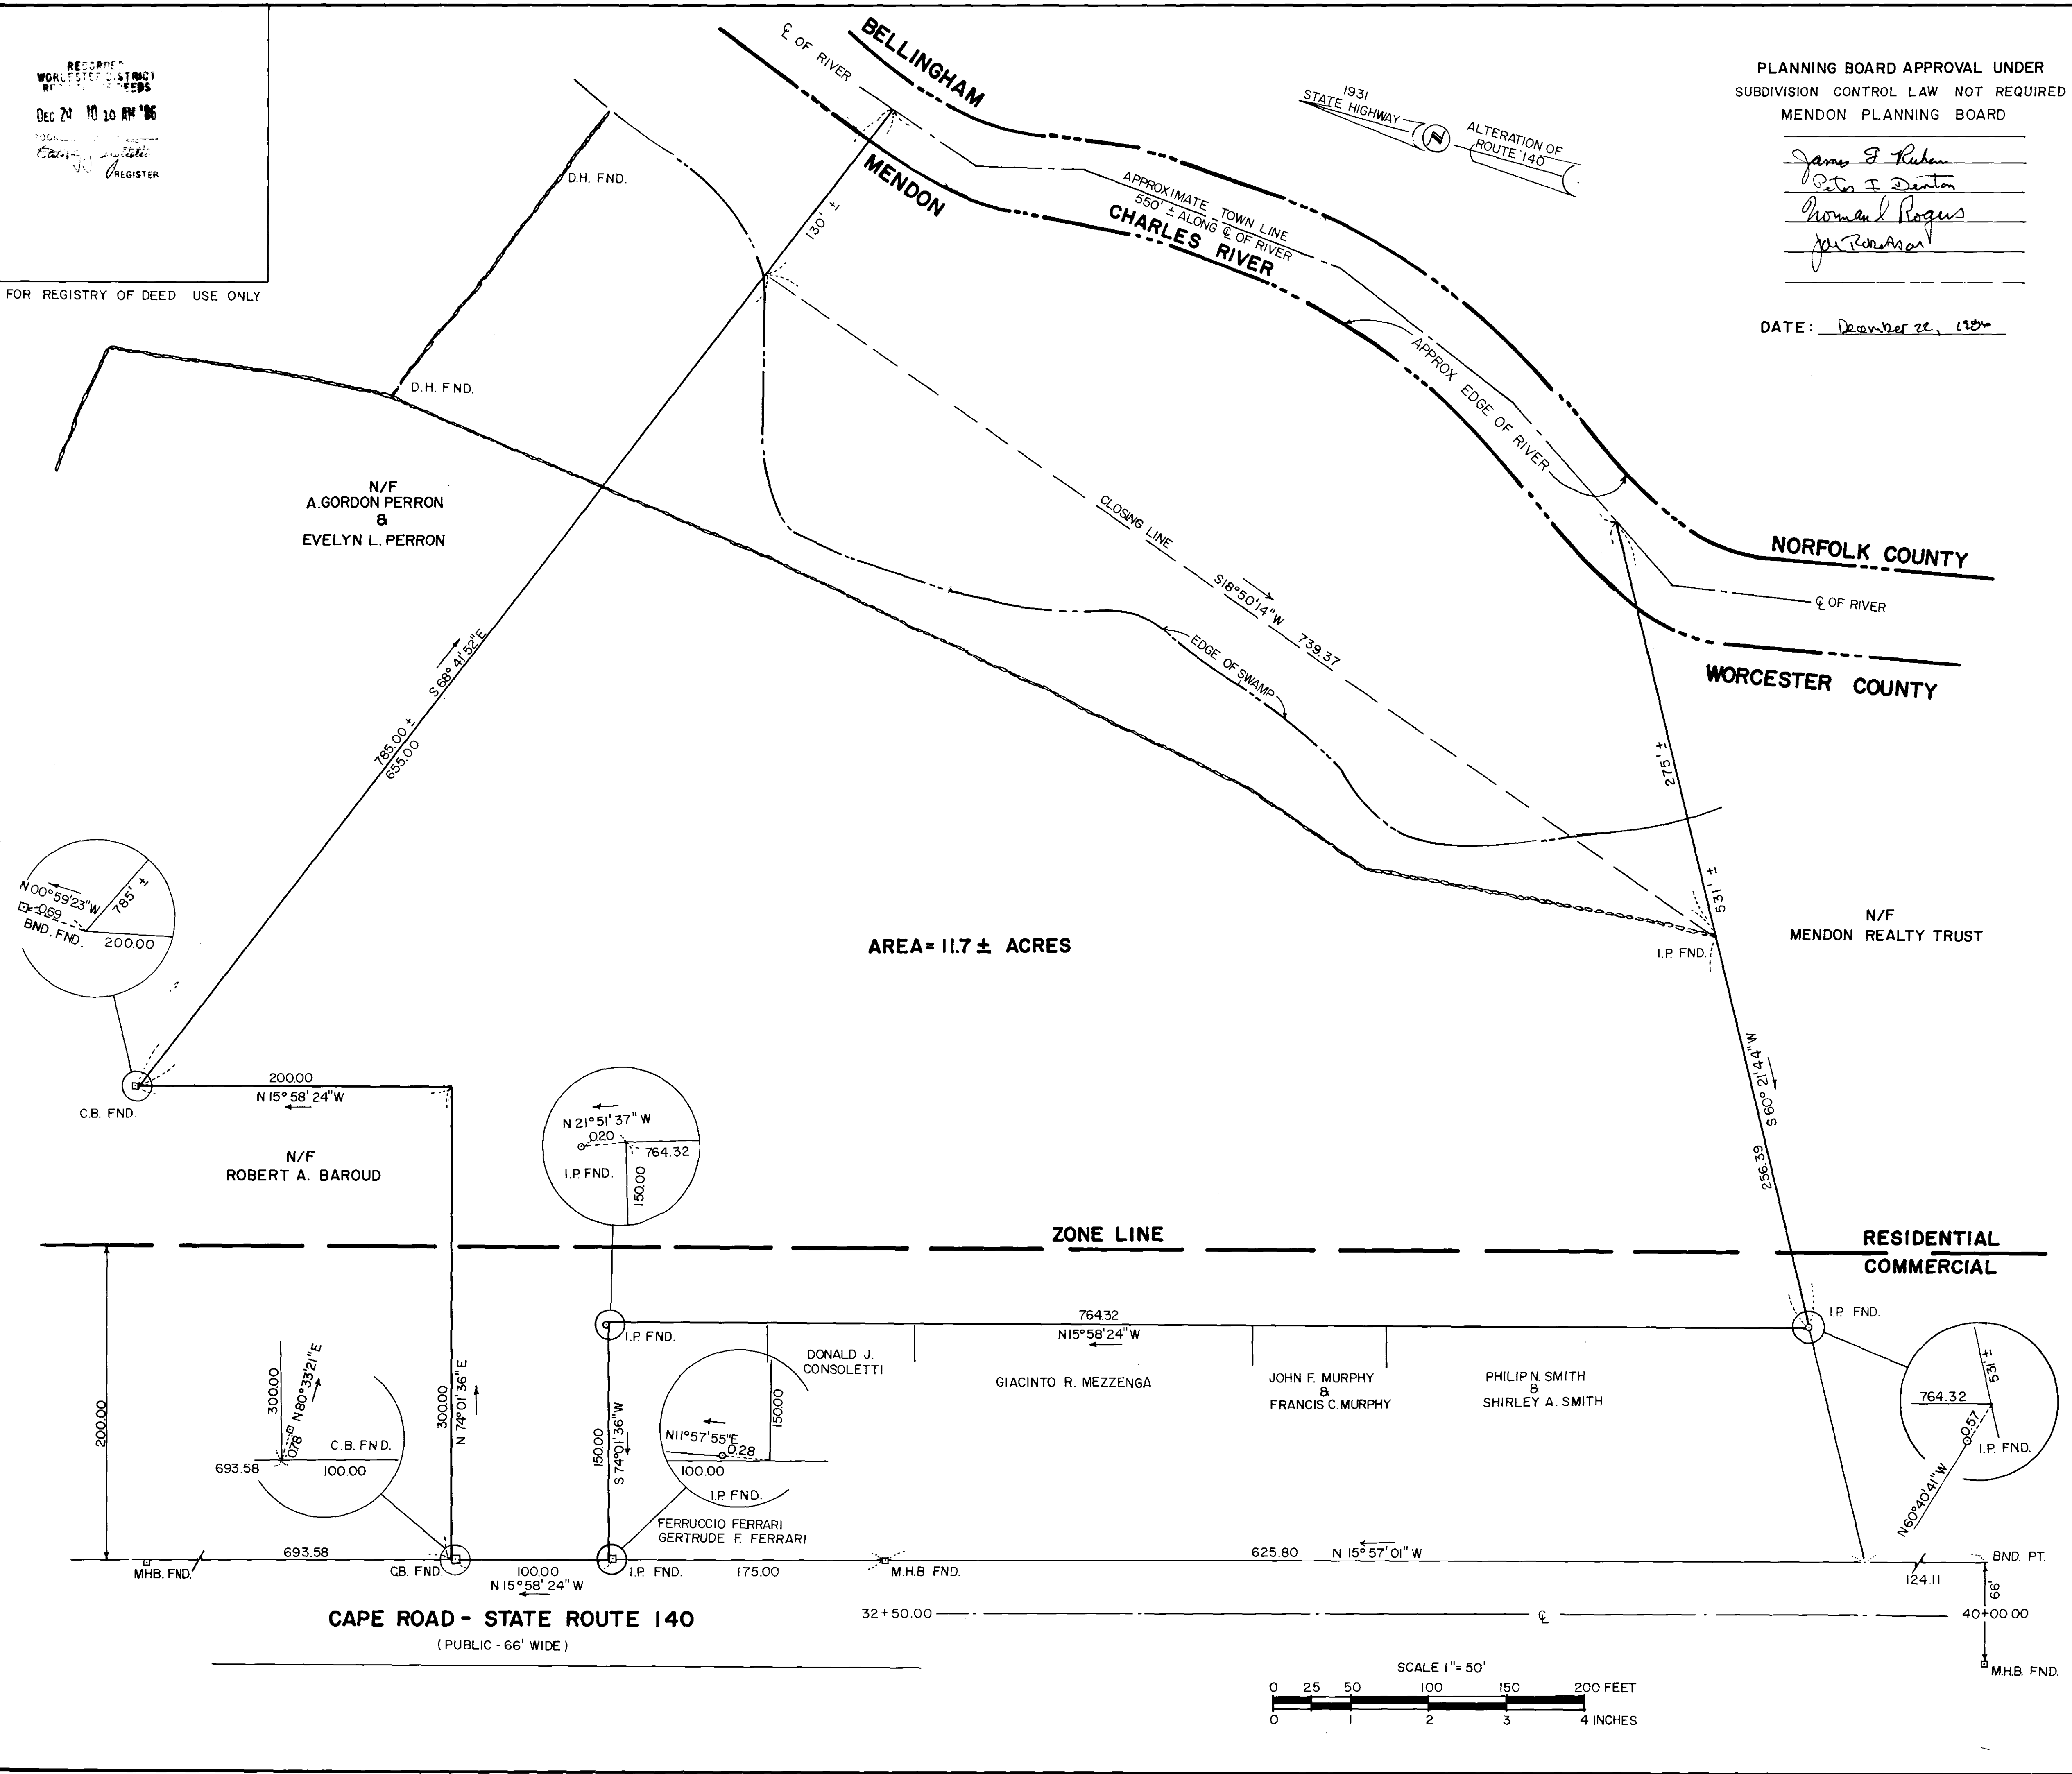 RECORDED
WORCESTER DISTRICT
DEC 24 10 20 AM '86
REGISTER
FOR REGISTRY OF DEED USE ONLY
PLANNING BOARD APPROVAL UNDER
SUBDIVISION CONTROL LAW NOT REQUIRED
MENDON PLANNING BOARD
Peter I Denton
DATE: December 22, 1986
1931
STATE HIGHWAY
N
ALTERATION OF
ROUTE 140
℄ OF RIVER
BELLINGHAM
MENDON
APPROXIMATE TOWN LINE
550' ± ALONG ℄ OF RIVER
CHARLES RIVER
130' ±
D.H. FND.
D.H. FND.
APPROX EDGE OF RIVER
NORFOLK COUNTY
℄ OF RIVER
WORCESTER COUNTY
N/F
A. GORDON PERRON
&
EVELYN L. PERRON
CLOSING LINE
S18°50'14"W 739.37
EDGE OF SWAMP
S 68° 41' 52" E
785.00 ±
655.00
275' ±
531' ±
N/F
MENDON REALTY TRUST
I.P. FND.
AREA = 11.7 ± ACRES
N 00°59'23" W
0.69
785' ±
BND. FND.
200.00
200.00
N 15° 58' 24" W
C.B. FND.
S 60° 21' 44" W
256.39
N 21° 51' 37" W
0.20
764.32
I.P. FND.
150.00
N/F
ROBERT A. BAROUD
ZONE LINE
RESIDENTIAL
COMMERCIAL
764.32
N 15° 58' 24" W
I.P. FND.
I.P. FND.
DONALD J.
CONSOLETTI
GIACINTO R. MEZZENGA
JOHN F. MURPHY
&
FRANCIS C. MURPHY
PHILIP N. SMITH
&
SHIRLEY A. SMITH
200.00
300.00
N 80°33'21" E
0.78
C.B. FND.
693.58
100.00
300.00
N 74° 01' 36" E
150.00
S 74° 01' 36" W
150.00
N 11° 57' 55" E
0.28
100.00
I.P. FND.
531' ±
764.32
0.57
I.P. FND.
N60°40'41"W
FERRUCCIO FERRARI
GERTRUDE F. FERRARI
693.58
M.H.B. FND.
C.B. FND.
100.00
N 15° 58' 24" W
I.P. FND.
175.00
M.H.B FND.
625.80 N 15° 57' 01" W
BND. PT.
124.11
66'
CAPE ROAD - STATE ROUTE 140
(PUBLIC - 66' WIDE)
32+50.00
℄
40+00.00
M.H.B. FND.
SCALE 1" = 50'
0 25 50 100 150 200 FEET
0 1 2 3 4 INCHES